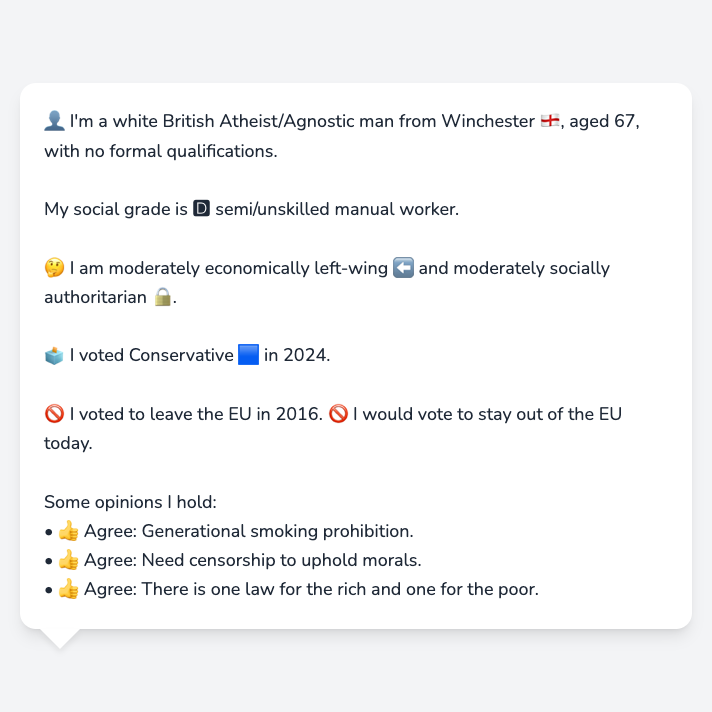 👤 I'm a white British Atheist/Agnostic man from Winchester 🏴󠁧󠁢󠁥󠁮󠁧󠁿, aged 67,
with no formal qualifications.
My social grade is 🅳 semi/unskilled manual worker.
🤔 I am moderately economically left-wing ⬅️ and moderately socially
authoritarian 🔒.
🗳️ I voted Conservative 🟦 in 2024.
🚫 I voted to leave the EU in 2016. 🚫 I would vote to stay out of the EU
today.
Some opinions I hold:
• 👍 Agree: Generational smoking prohibition.
• 👍 Agree: Need censorship to uphold morals.
• 👍 Agree: There is one law for the rich and one for the poor.